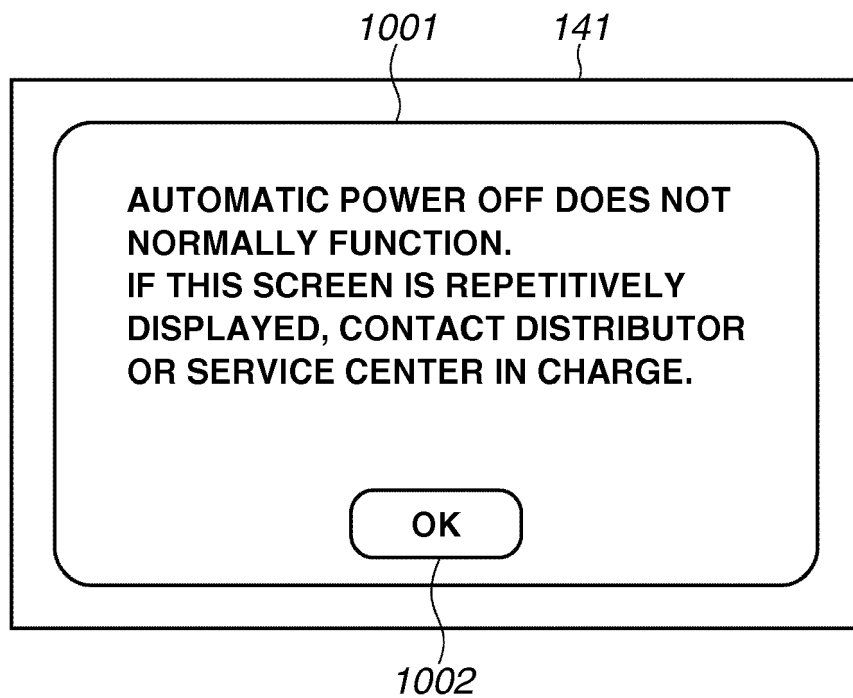 1001 141
AUTOMATIC POWER OFF DOES NOT
NORMALLY FUNCTION.
IF THIS SCREEN IS REPETITIVELY
DISPLAYED, CONTACT DISTRIBUTOR
OR SERVICE CENTER IN CHARGE.
OK
1002